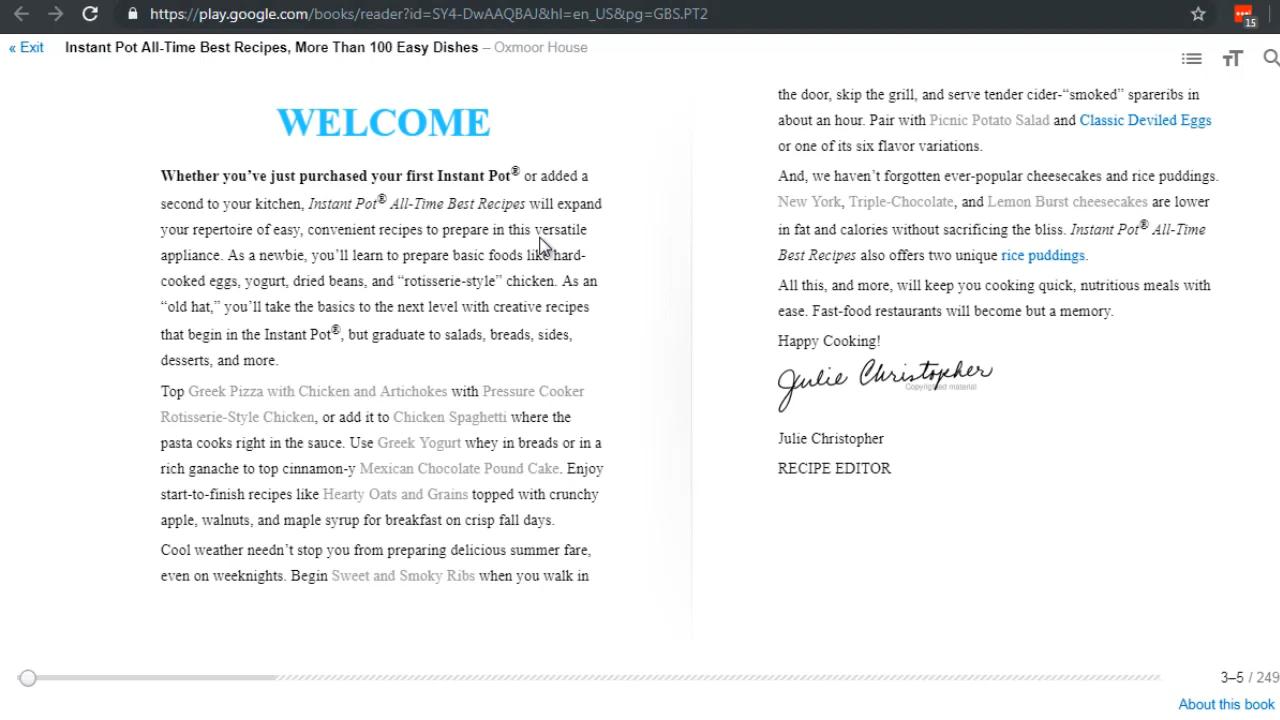 https://play.google.com/books/reader?id=SY4-DwAAQBAJ&hl=en_US&pg=GBS.PT2
15
« Exit
Instant Pot All-Time Best Recipes, More Than 100 Easy Dishes – Oxmoor House
WELCOME
Whether you've just purchased your first Instant Pot® or added a
second to your kitchen, Instant Pot® All-Time Best Recipes will expand
your repertoire of easy, convenient recipes to prepare in this versatile
appliance. As a newbie, you'll learn to prepare basic foods like hard-
cooked eggs, yogurt, dried beans, and “rotisserie-style” chicken. As an
“old hat,” you'll take the basics to the next level with creative recipes
that begin in the Instant Pot®, but graduate to salads, breads, sides,
desserts, and more.
Top Greek Pizza with Chicken and Artichokes with Pressure Cooker
Rotisserie-Style Chicken, or add it to Chicken Spaghetti where the
pasta cooks right in the sauce. Use Greek Yogurt whey in breads or in a
rich ganache to top cinnamon-y Mexican Chocolate Pound Cake. Enjoy
start-to-finish recipes like Hearty Oats and Grains topped with crunchy
apple, walnuts, and maple syrup for breakfast on crisp fall days.
Cool weather needn't stop you from preparing delicious summer fare,
even on weeknights. Begin Sweet and Smoky Ribs when you walk in
the door, skip the grill, and serve tender cider-“smoked” spareribs in
about an hour. Pair with Picnic Potato Salad and Classic Deviled Eggs
or one of its six flavor variations.
And, we haven't forgotten ever-popular cheesecakes and rice puddings.
New York, Triple-Chocolate, and Lemon Burst cheesecakes are lower
in fat and calories without sacrificing the bliss. Instant Pot® All-Time
Best Recipes also offers two unique rice puddings.
All this, and more, will keep you cooking quick, nutritious meals with
ease. Fast-food restaurants will become but a memory.
Happy Cooking!
Julie Christopher
Copyrighted material
Julie Christopher
RECIPE EDITOR
3–5 / 249
About this book